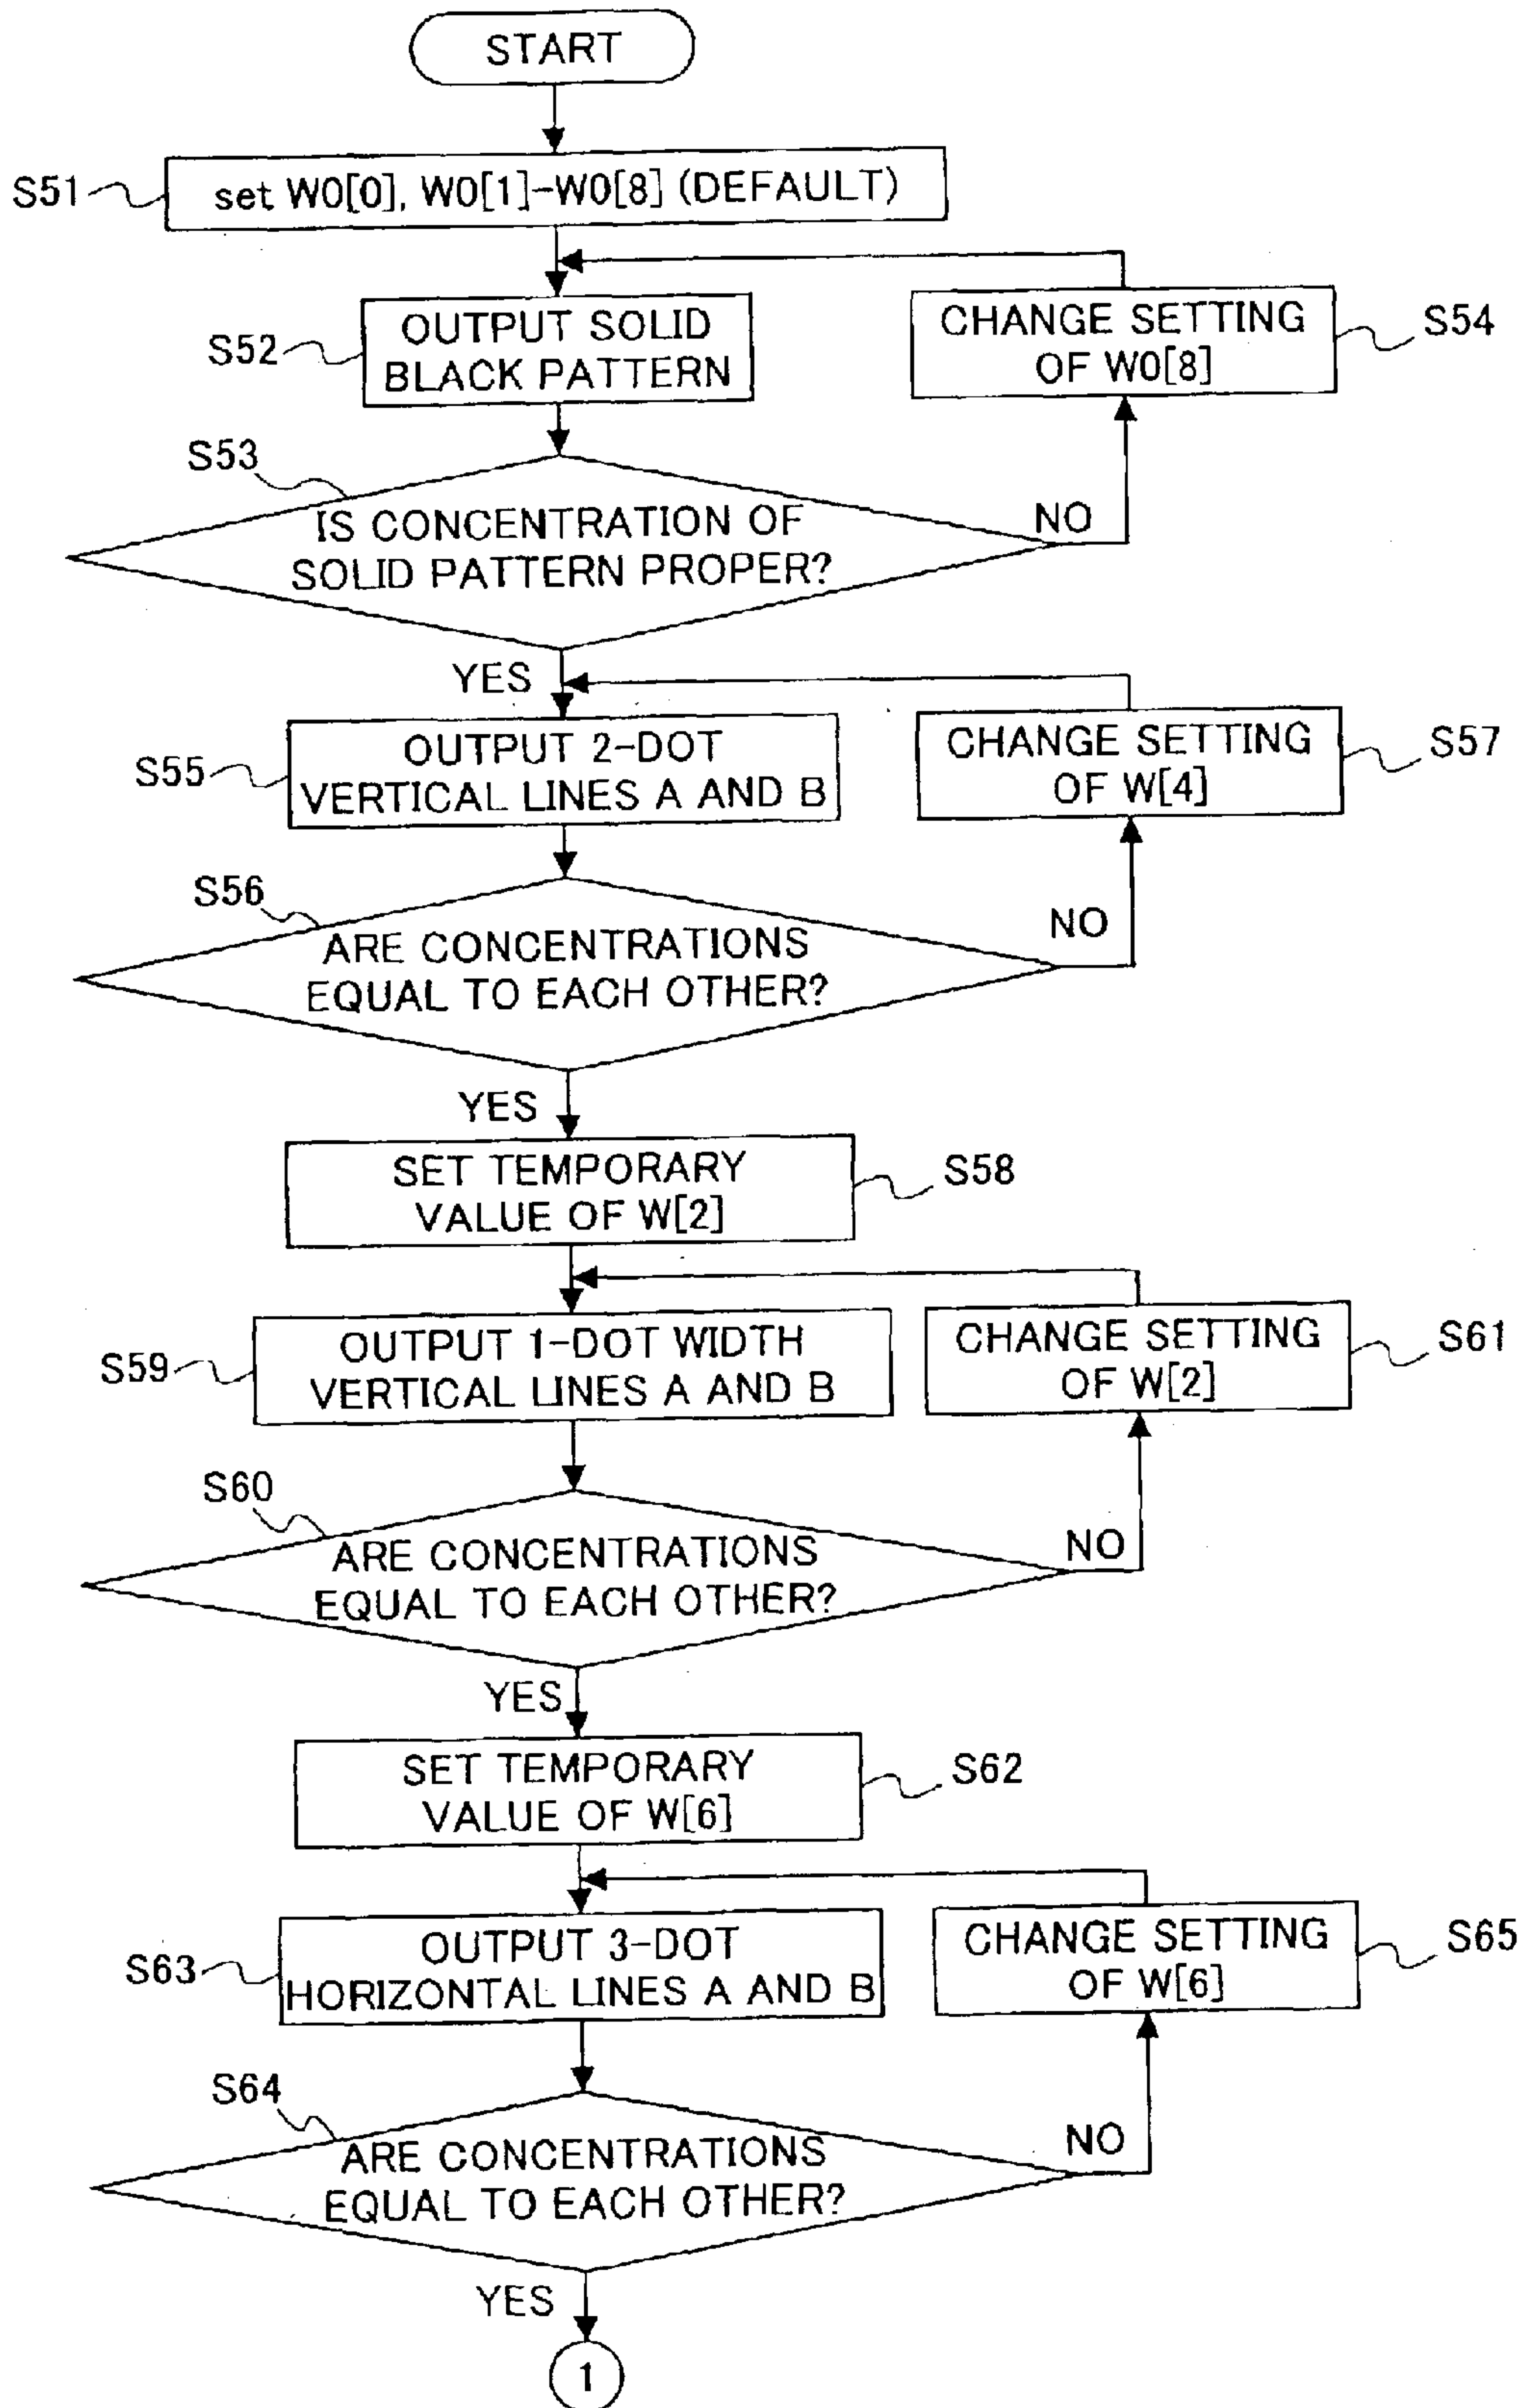 START
S51
set W0[0], W0[1]-W0[8] (DEFAULT)
S52
OUTPUT SOLID
BLACK PATTERN
CHANGE SETTING
OF W0[8]
S54
S53
IS CONCENTRATION OF
SOLID PATTERN PROPER?
NO
YES
S55
OUTPUT 2-DOT
VERTICAL LINES A AND B
CHANGE SETTING
OF W[4]
S57
S56
ARE CONCENTRATIONS
EQUAL TO EACH OTHER?
NO
YES
SET TEMPORARY
VALUE OF W[2]
S58
S59
OUTPUT 1-DOT WIDTH
VERTICAL LINES A AND B
CHANGE SETTING
OF W[2]
S61
S60
ARE CONCENTRATIONS
EQUAL TO EACH OTHER?
NO
YES
SET TEMPORARY
VALUE OF W[6]
S62
S63
OUTPUT 3-DOT
HORIZONTAL LINES A AND B
CHANGE SETTING
OF W[6]
S65
S64
ARE CONCENTRATIONS
EQUAL TO EACH OTHER?
NO
YES
1